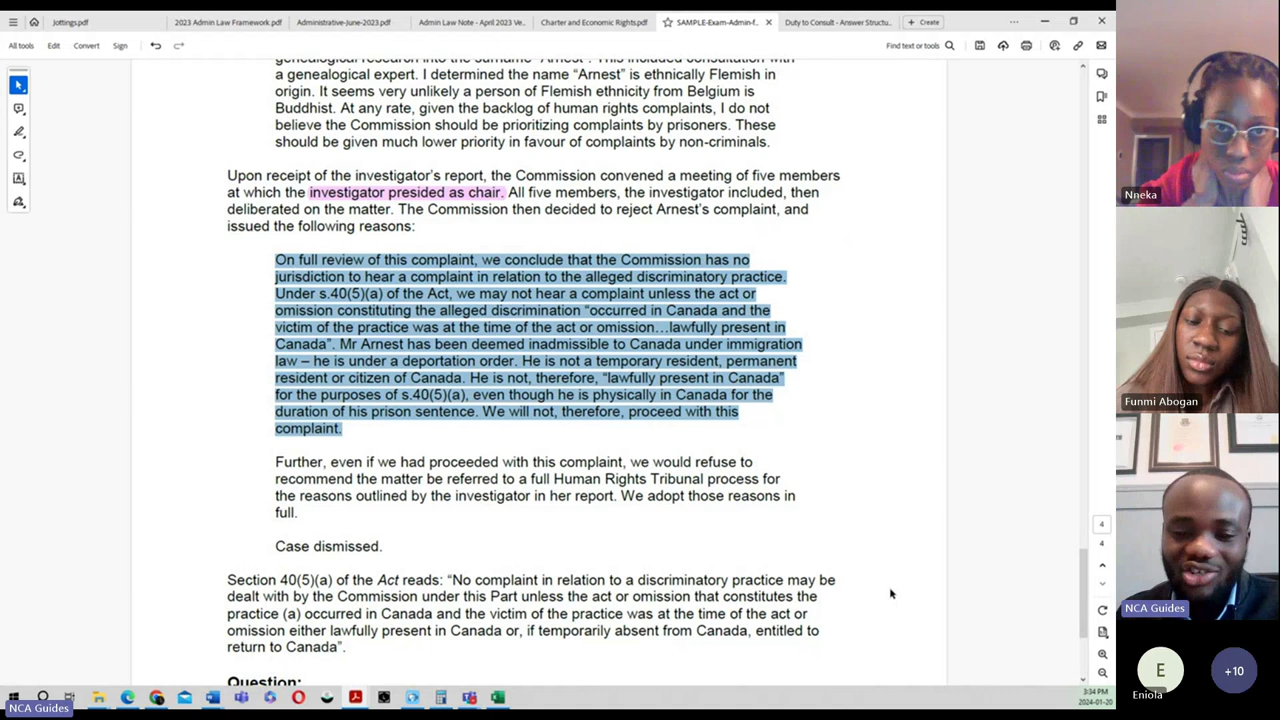 Jottings.pdf
2023 Admin Law Framework.pdf
Administrative-June-2023.pdf
Admin Law Note - April 2023 Ve...
Charter and Economic Rights.pdf
SAMPLE-Exam-Admin-f...
Duty to Consult - Answer Structu...
Create
All tools Edit Convert Sign
Find text or tools
genealogical research into the surname "Arnest". This included consultation with
a genealogical expert. I determined the name "Arnest" is ethnically Flemish in
origin. It seems very unlikely a person of Flemish ethnicity from Belgium is
Buddhist. At any rate, given the backlog of human rights complaints, I do not
believe the Commission should be prioritizing complaints by prisoners. These
should be given much lower priority in favour of complaints by non-criminals.
Upon receipt of the investigator's report, the Commission convened a meeting of five members
at which the investigator presided as chair. All five members, the investigator included, then
deliberated on the matter. The Commission then decided to reject Arnest's complaint, and
issued the following reasons:
On full review of this complaint, we conclude that the Commission has no
jurisdiction to hear a complaint in relation to the alleged discriminatory practice.
Under s.40(5)(a) of the Act, we may not hear a complaint unless the act or
omission constituting the alleged discrimination "occurred in Canada and the
victim of the practice was at the time of the act or omission…lawfully present in
Canada". Mr Arnest has been deemed inadmissible to Canada under immigration
law – he is under a deportation order. He is not a temporary resident, permanent
resident or citizen of Canada. He is not, therefore, "lawfully present in Canada"
for the purposes of s.40(5)(a), even though he is physically in Canada for the
duration of his prison sentence. We will not, therefore, proceed with this
complaint.
Further, even if we had proceeded with this complaint, we would refuse to
recommend the matter be referred to a full Human Rights Tribunal process for
the reasons outlined by the investigator in her report. We adopt those reasons in
full.
Case dismissed.
Section 40(5)(a) of the Act reads: "No complaint in relation to a discriminatory practice may be
dealt with by the Commission under this Part unless the act or omission that constitutes the
practice (a) occurred in Canada and the victim of the practice was at the time of the act or
omission either lawfully present in Canada or, if temporarily absent from Canada, entitled to
return to Canada".
Question:
4
4
3:34 PM
2024-01-20
NCA Guides
Nneka
Funmi Abogan
NCA Guides
E
Eniola
+10